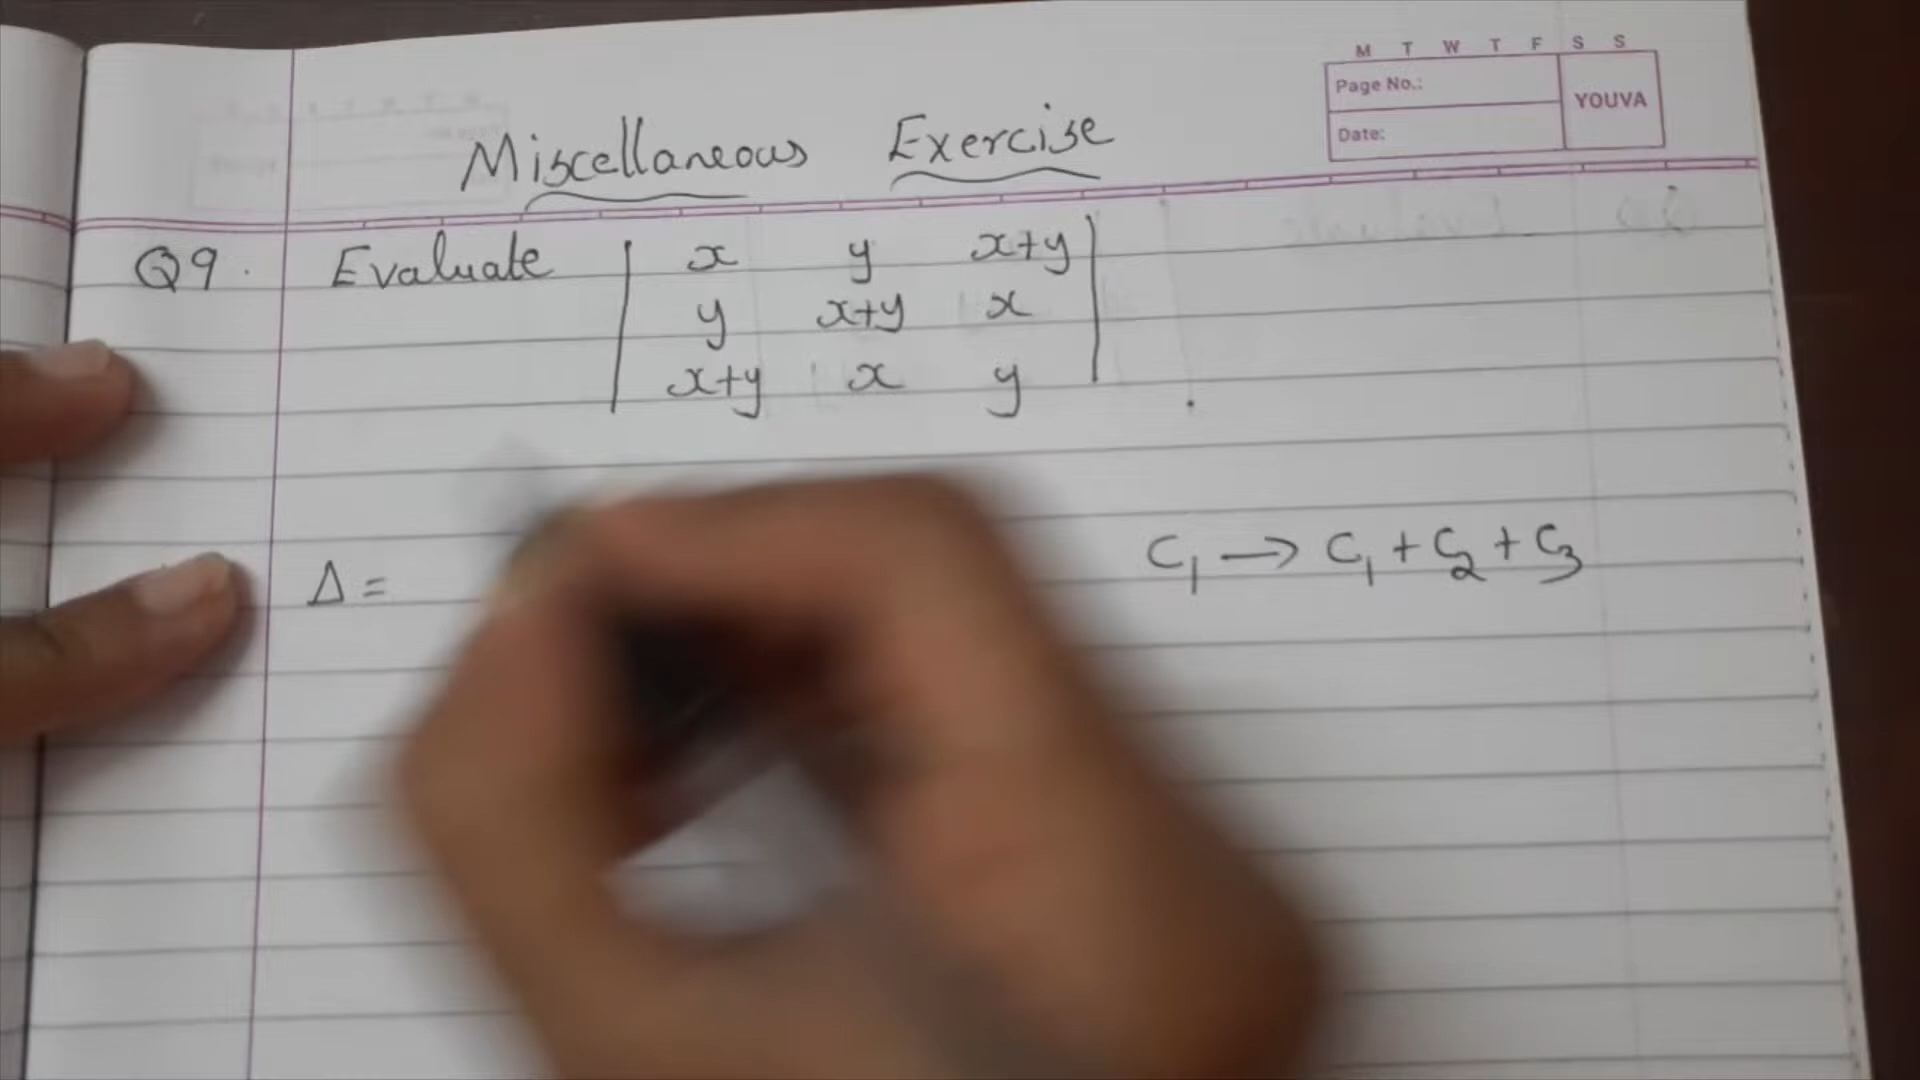 M T W T F S S
Page No.:
YOUVA
Date:
Miscellaneous Exercise
Q9. Evaluate | x y x+y |
| y x+y x |
| x+y x y | .
Δ = C₁ → C₁ + C₂ + C₃